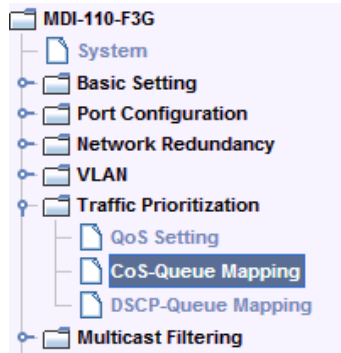 MDI-110-F3G
System
Basic Setting
Port Configuration
Network Redundancy
VLAN
Traffic Prioritization
QoS Setting
CoS-Queue Mapping
DSCP-Queue Mapping
Multicast Filtering